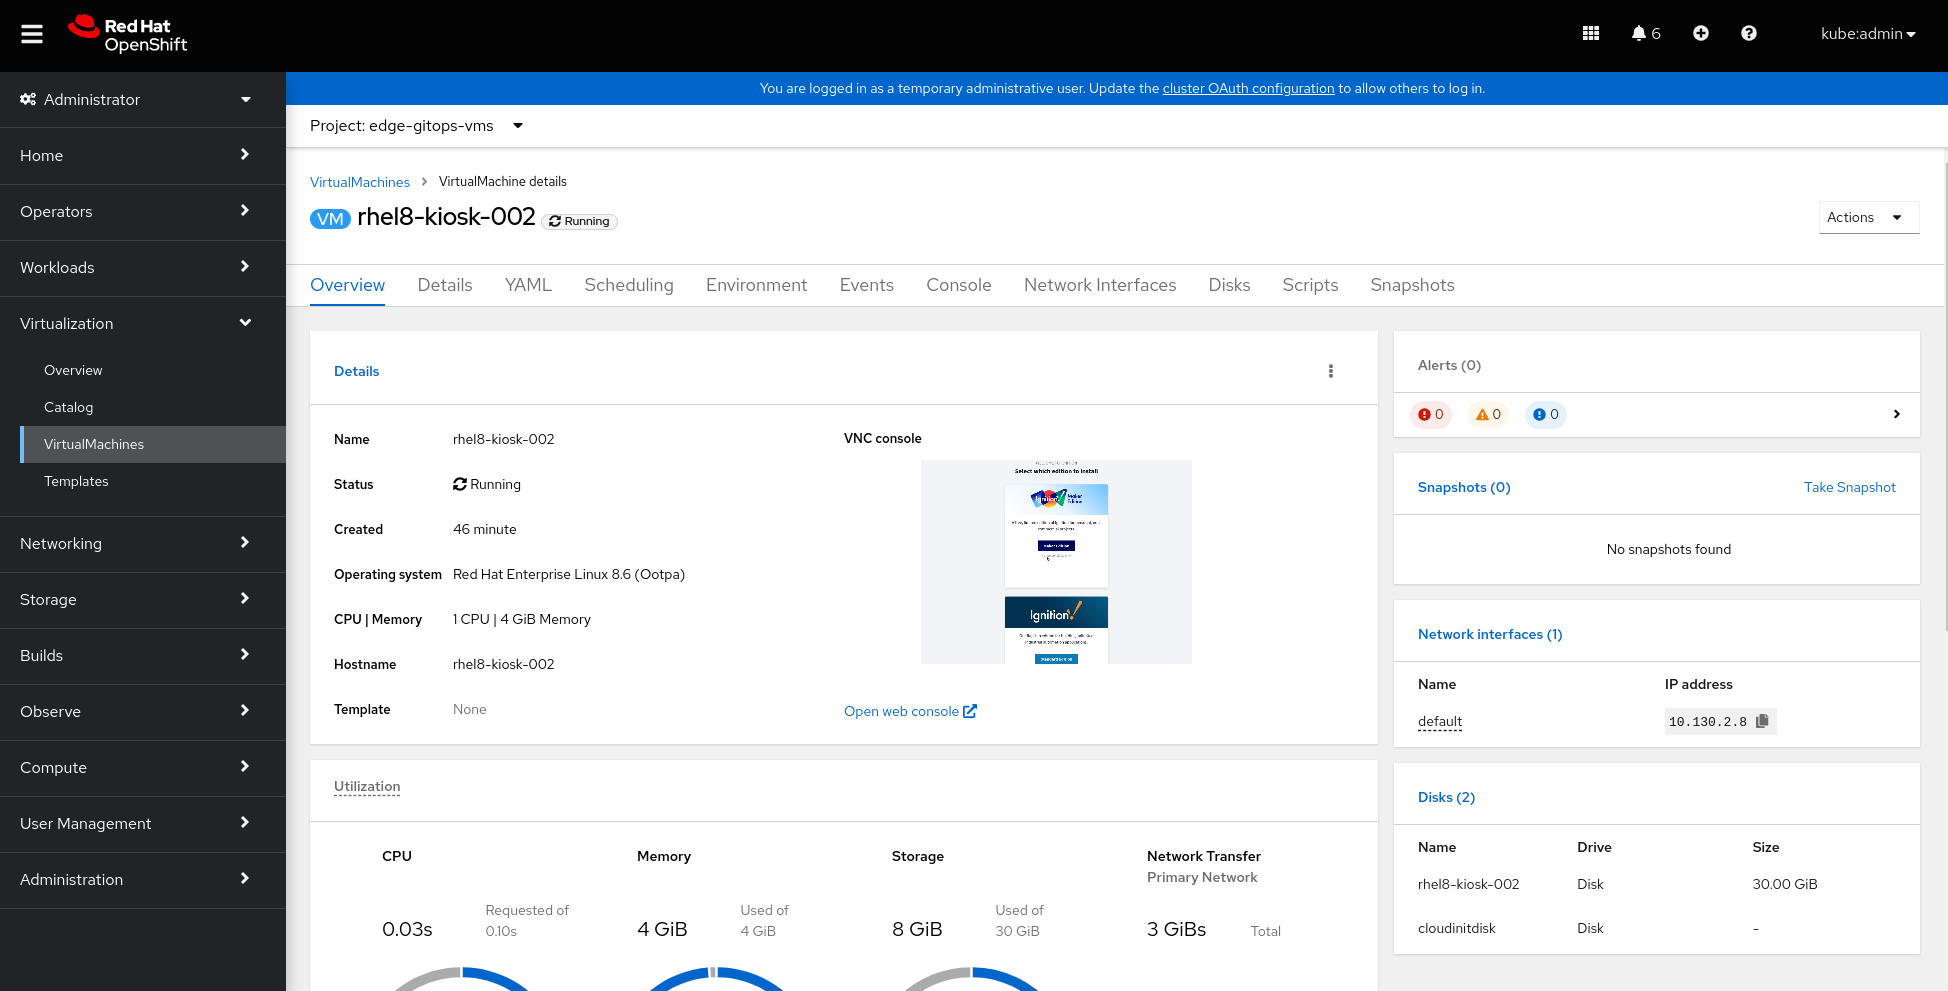 Red Hat
OpenShift
6
kube:admin
Administrator
Home
Operators
Workloads
Virtualization
Overview
Catalog
VirtualMachines
Templates
Networking
Storage
Builds
Observe
Compute
User Management
Administration
You are logged in as a temporary administrative user. Update the cluster OAuth configuration to allow others to log in.
Project: edge-gitops-vms
VirtualMachines > VirtualMachine details
VM rhel8-kiosk-002 Running
Actions
Overview Details YAML Scheduling Environment Events Console Network Interfaces Disks Scripts Snapshots
Details
Name rhel8-kiosk-002
Status Running
Created 46 minute
Operating system Red Hat Enterprise Linux 8.6 (Ootpa)
CPU | Memory 1 CPU | 4 GiB Memory
Hostname rhel8-kiosk-002
Template None
VNC console
Select which edition to install
Ignition Maker Edition
Maker Edition
Ignition
Standard Edition
Open web console
Utilization
CPU
0.03s
Requested of
0.10s
Memory
4 GiB
Used of
4 GiB
Storage
8 GiB
Used of
30 GiB
Network Transfer
Primary Network
3 GiBs
Total
Alerts (0)
0 0 0
Snapshots (0) Take Snapshot
No snapshots found
Network interfaces (1)
Name IP address
default 10.130.2.8
Disks (2)
Name Drive Size
rhel8-kiosk-002 Disk 30.00 GiB
cloudinitdisk Disk -